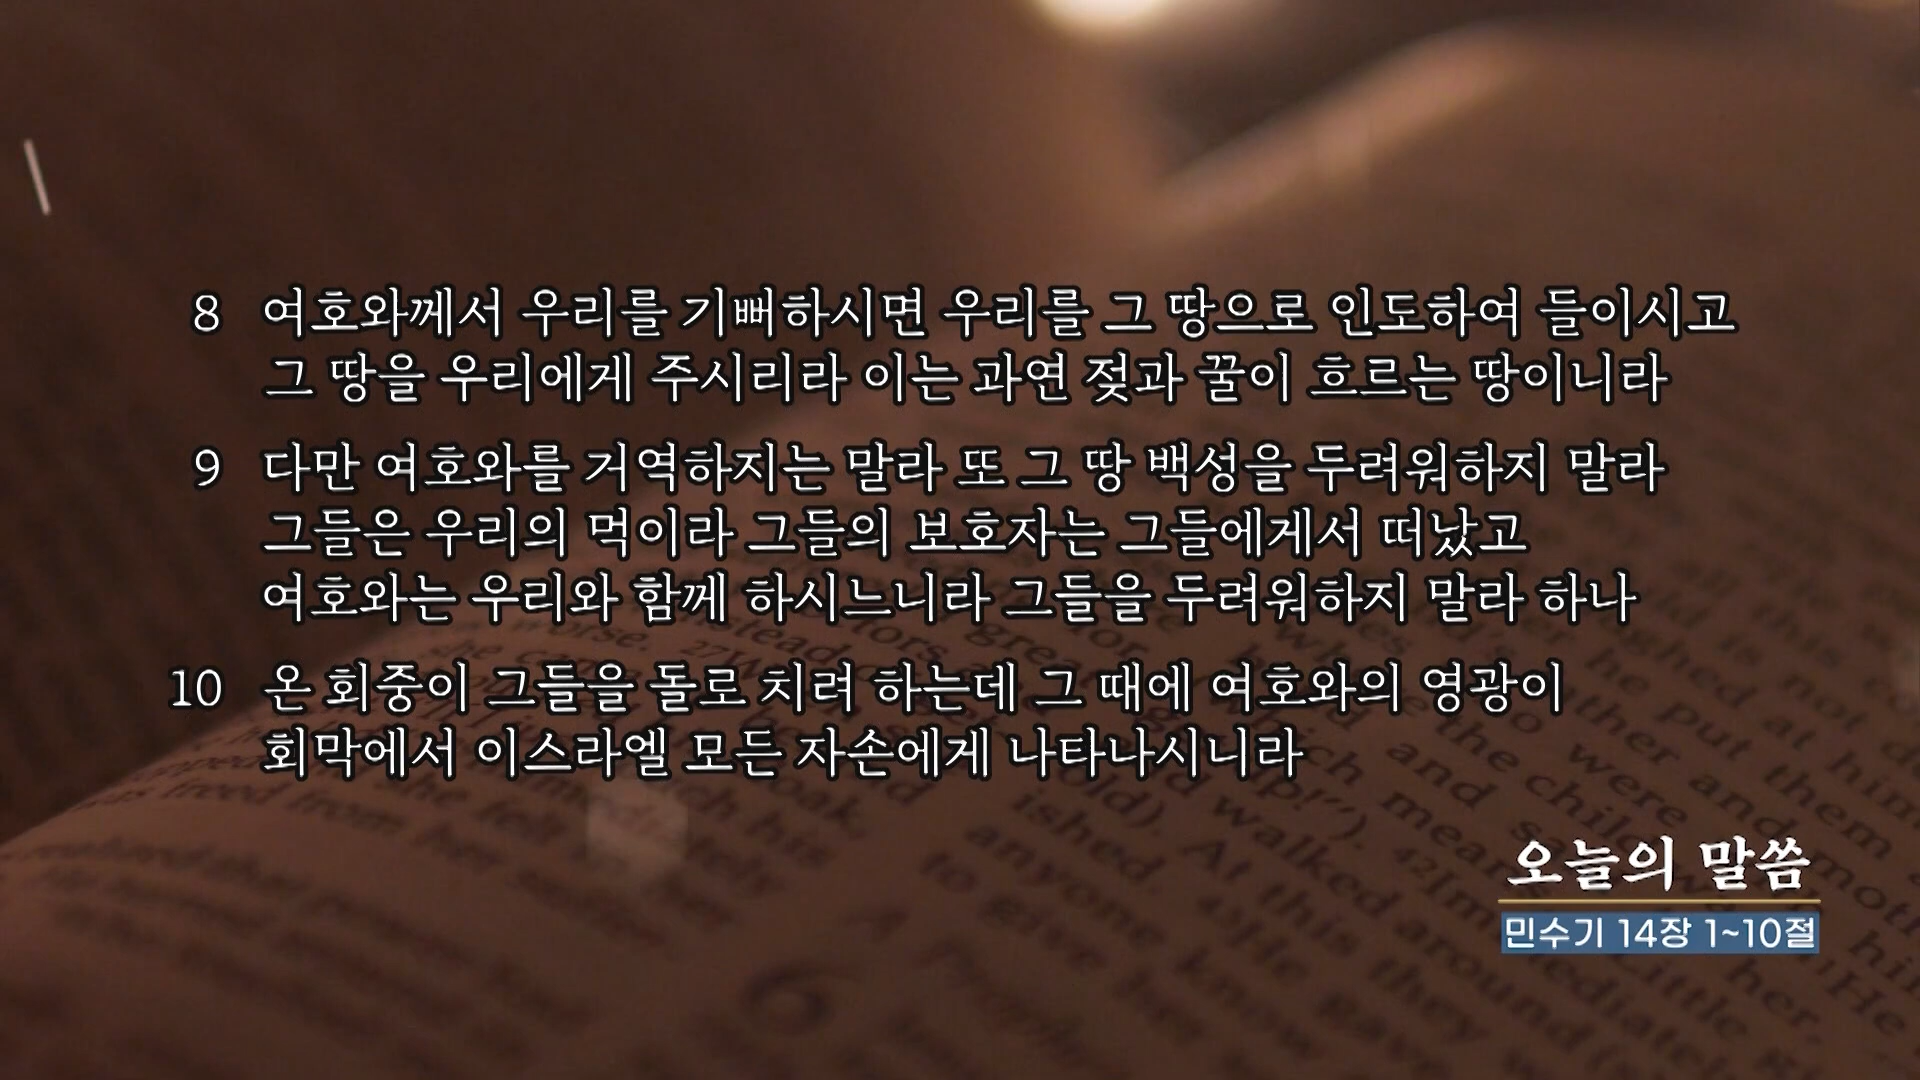 8 여호와께서 우리를 기뻐하시면 우리를 그 땅으로 인도하여 들이시고
그 땅을 우리에게 주시리라 이는 과연 젖과 꿀이 흐르는 땅이니라
9 다만 여호와를 거역하지는 말라 또 그 땅 백성을 두려워하지 말라
그들은 우리의 먹이라 그들의 보호자는 그들에게서 떠났고
여호와는 우리와 함께 하시느니라 그들을 두려워하지 말라 하나
10 온 회중이 그들을 돌로 치려 하는데 그 때에 여호와의 영광이
회막에서 이스라엘 모든 자손에게 나타나시니라
오늘의 말씀
민수기 14장 1~10절